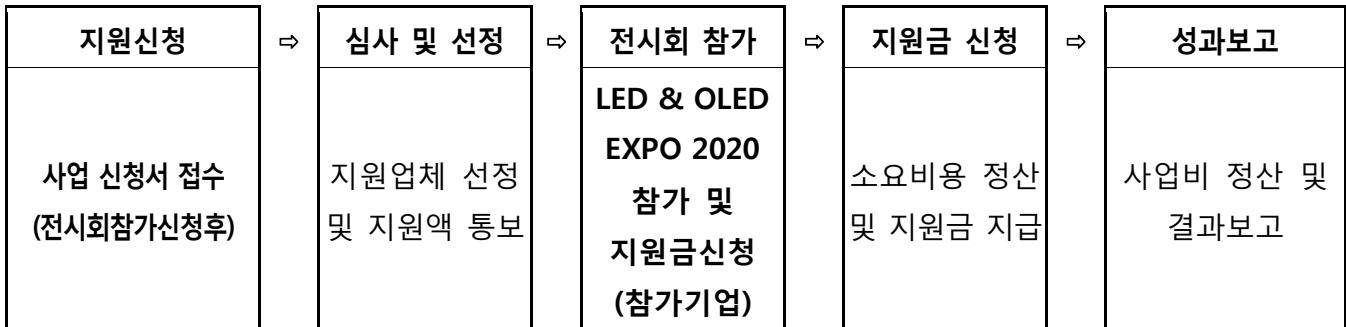 지원신청 ⇨ 심사 및 선정 ⇨ 전시회 참가 ⇨ 지원금 신청 ⇨ 성과보고
사업 신청서 접수
(전시회참가신청후)
지원업체 선정
및 지원액 통보
LED & OLED
EXPO 2020
참가 및
지원금신청
(참가기업)
소요비용 정산
및 지원금 지급
사업비 정산 및
결과보고